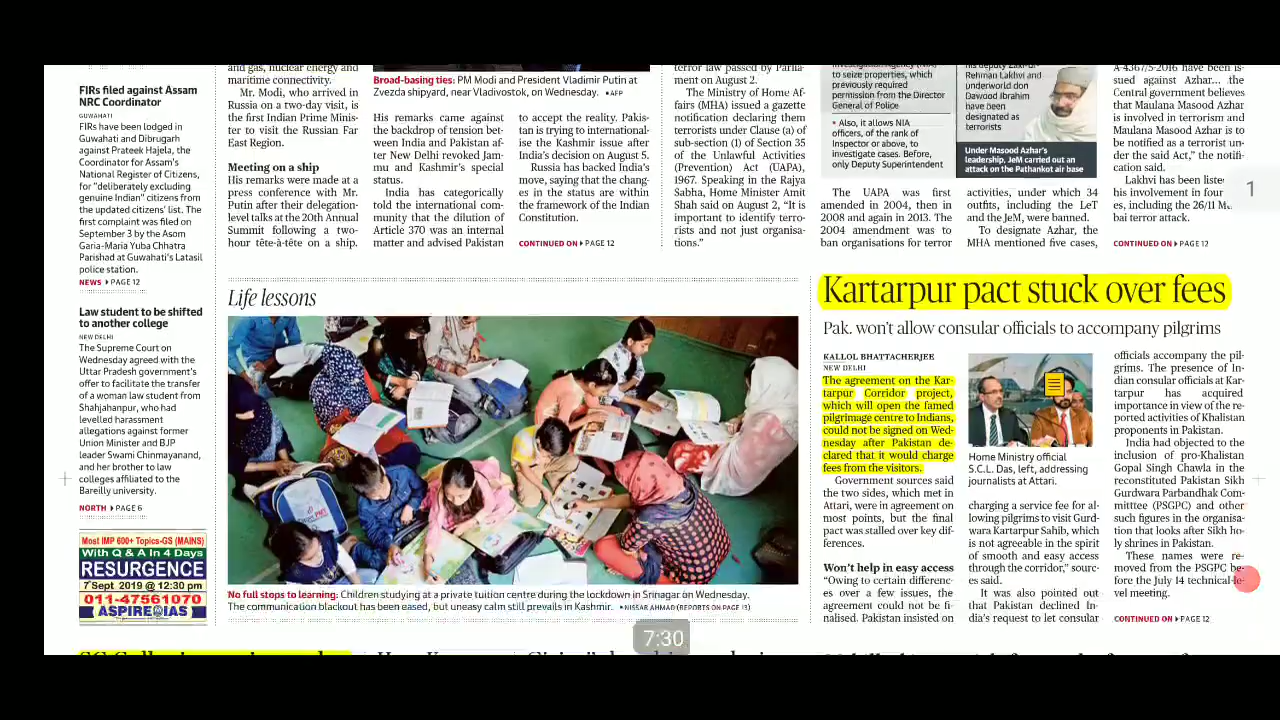 FIRs filed against Assam
NRC Coordinator
GUWAHATI
FIRs have been lodged in
Guwahati and Dibrugarh
against Prateek Hajela, the
Coordinator for Assam's
National Register of Citizens,
for "deliberately excluding
genuine Indian" citizens from
the updated citizens' list. The
first complaint was filed on
September 3 by the Asom
Garia-Maria Yuba Chhatra
Parishad at Guwahati's Latasil
police station.
NEWS PAGE 12
Law student to be shifted
to another college
NEW DELHI
The Supreme Court on
Wednesday agreed with the
Uttar Pradesh government's
offer to facilitate the transfer
of a woman law student from
Shahjahanpur, who had
levelled harassment
allegations against former
Union Minister and BJP
leader Swami Chinmayanand,
and her brother to law
colleges affiliated to the
Bareilly university.
NORTH PAGE 6
Most IMP 600+ Topics-GS (MAINS)
With Q & A In 4 Days
RESURGENCE
7 Sept 2019 @ 12:30 pm
011-47561070
ASPIRE IAS
and gas, nuclear energy and
maritime connectivity.
Mr. Modi, who arrived in
Russia on a two-day visit, is
the first Indian Prime Minis-
ter to visit the Russian Far
East Region.
Meeting on a ship
His remarks were made at a
press conference with Mr.
Putin after their delegation-
level talks at the 20th Annual
Summit following a two-
hour tête-à-tête on a ship.
Broad-basing ties: PM Modi and President Vladimir Putin at
Zvezda shipyard, near Vladivostok, on Wednesday. AFP
His remarks came against
the backdrop of tension bet-
ween India and Pakistan af-
ter New Delhi revoked Jam-
mu and Kashmir's special
status.
India has categorically
told the international com-
munity that the dilution of
Article 370 was an internal
matter and advised Pakistan
to accept the reality. Pakis-
tan is trying to international-
ise the Kashmir issue after
India's decision on August 5.
Russia has backed India's
move, saying that the chang-
es in the status are within
the framework of the Indian
Constitution.
CONTINUED ON PAGE 12
terror law passed by Parlia-
ment on August 2.
The Ministry of Home Af-
fairs (MHA) issued a gazette
notification declaring them
terrorists under Clause (a) of
sub-section (1) of Section 35
of the Unlawful Activities
(Prevention) Act (UAPA),
1967. Speaking in the Rajya
Sabha, Home Minister Amit
Shah said on August 2, "It is
important to identify terro-
rists and not just organisa-
tions."
to seize properties, which
previously required
permission from the Director
General of Police
Also, it allows NIA
officers, of the rank of
Inspector or above, to
investigate cases. Before,
only Deputy Superintendent
his deputy Zakiur-
Rehman Lakhvi and
underworld don
Dawood Ibrahim
have been
designated as
terrorists
Under Masood Azhar's
leadership, JeM carried out an
attack on the Pathankot air base
The UAPA was first
amended in 2004, then in
2008 and again in 2013. The
2004 amendment was to
ban organisations for terror
activities, under which 34
outfits, including the LeT
and the JeM, were banned.
To designate Azhar, the
MHA mentioned five cases,
A 4367/5-2016 have been is-
sued against Azhar... the
Central government believes
that Maulana Masood Azhar
is involved in terrorism and
Maulana Masood Azhar is to
be notified as a terrorist un-
der the said Act," the notifi-
cation said.
Lakhvi has been liste
his involvement in four
es, including the 26/11 M
bai terror attack.
CONTINUED ON PAGE 12
1
Life lessons
No full stops to learning: Children studying at a private tuition centre during the lockdown in Srinagar on Wednesday.
The communication blackout has been eased, but uneasy calm still prevails in Kashmir. NISSAR AHMAD (REPORTS ON PAGE 13)
Kartarpur pact stuck over fees
Pak. won't allow consular officials to accompany pilgrims
KALLOL BHATTACHERJEE
NEW DELHI
The agreement on the Kar-
tarpur Corridor project,
which will open the famed
pilgrimage centre to Indians,
could not be signed on Wed-
nesday after Pakistan de-
clared that it would charge
fees from the visitors.
Government sources said
the two sides, which met in
Attari, were in agreement on
most points, but the final
pact was stalled over key dif-
ferences.
Won't help in easy access
"Owing to certain differenc-
es over a few issues, the
agreement could not be fi-
nalised. Pakistan insisted on
Home Ministry official
S.C.L. Das, left, addressing
journalists at Attari.
charging a service fee for al-
lowing pilgrims to visit Gurd-
wara Kartarpur Sahib, which
is not agreeable in the spirit
of smooth and easy access
through the corridor," sourc-
es said.
It was also pointed out
that Pakistan declined In-
dia's request to let consular
officials accompany the pil-
grims. The presence of In-
dian consular officials at Kar-
tarpur has acquired
importance in view of the re-
ported activities of Khalistan
proponents in Pakistan.
India had objected to the
inclusion of pro-Khalistan
Gopal Singh Chawla in the
reconstituted Pakistan Sikh
Gurdwara Parbandhak Com-
mittee (PSGPC) and other
such figures in the organisa-
tion that looks after Sikh ho-
ly shrines in Pakistan.
These names were re-
moved from the PSGPC be-
fore the July 14 technical-le-
vel meeting.
CONTINUED ON PAGE 12
7:30